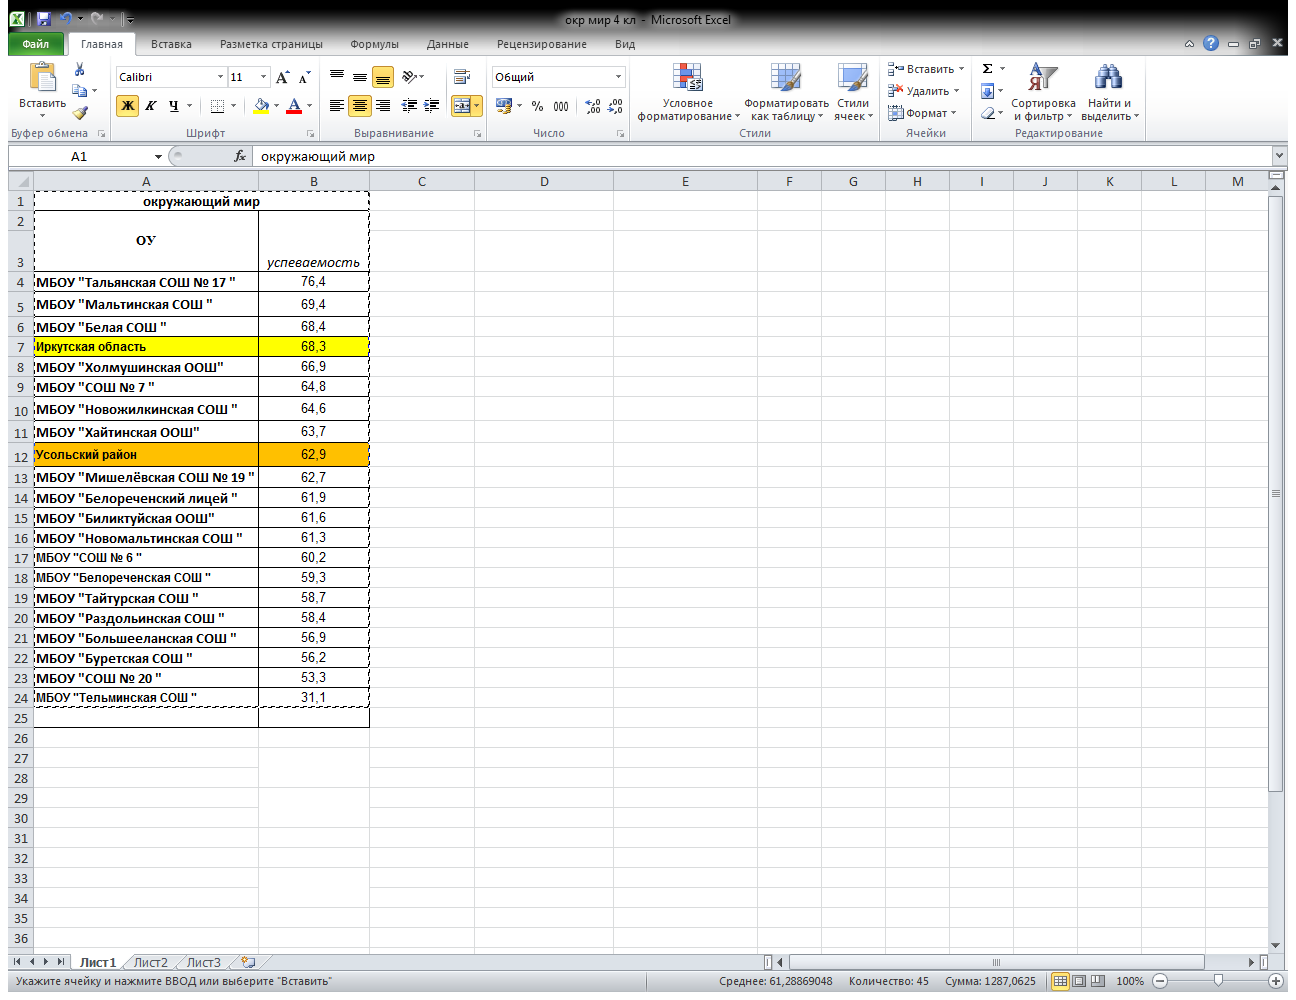 окр мир 4 кл - Microsoft Excel
Файл Главная Вставка Разметка страницы Формулы Данные Рецензирование Вид
Вставить
Буфер обмена
Calibri 11
Ж К Ч A
Шрифт
Выравнивание
Общий
% 000
Число
Условное форматирование
Форматировать как таблицу
Стили ячеек
Стили
Вставить
Удалить
Формат
Ячейки
Σ
Сортировка и фильтр
Найти и выделить
Редактирование
A1 fx окружающий мир
A B C D E F G H I J K L M
1 окружающий мир
2
3 ОУ успеваемость
4 МБОУ "Тальянская СОШ № 17 " 76,4
5 МБОУ "Мальтинская СОШ " 69,4
6 МБОУ "Белая СОШ " 68,4
7 Иркутская область 68,3
8 МБОУ "Холмушинская ООШ" 66,9
9 МБОУ "СОШ № 7 " 64,8
10 МБОУ "Новожилкинская СОШ " 64,6
11 МБОУ "Хайтинская ООШ" 63,7
12 Усольский район 62,9
13 МБОУ "Мишелёвская СОШ № 19 " 62,7
14 МБОУ "Белореченский лицей " 61,9
15 МБОУ "Биликтуйская ООШ" 61,6
16 МБОУ "Новомальтинская СОШ " 61,3
17 МБОУ "СОШ № 6 " 60,2
18 МБОУ "Белореченская СОШ " 59,3
19 МБОУ "Тайтурская СОШ " 58,7
20 МБОУ "Раздольинская СОШ " 58,4
21 МБОУ "Большееланская СОШ " 56,9
22 МБОУ "Буретская СОШ " 56,2
23 МБОУ "СОШ № 20 " 53,3
24 МБОУ "Тельминская СОШ " 31,1
25
26
27
28
29
30
31
32
33
34
35
36
Лист1 Лист2 Лист3
Укажите ячейку и нажмите ВВОД или выберите "Вставить" Среднее: 61,28869048 Количество: 45 Сумма: 1287,0625 100%